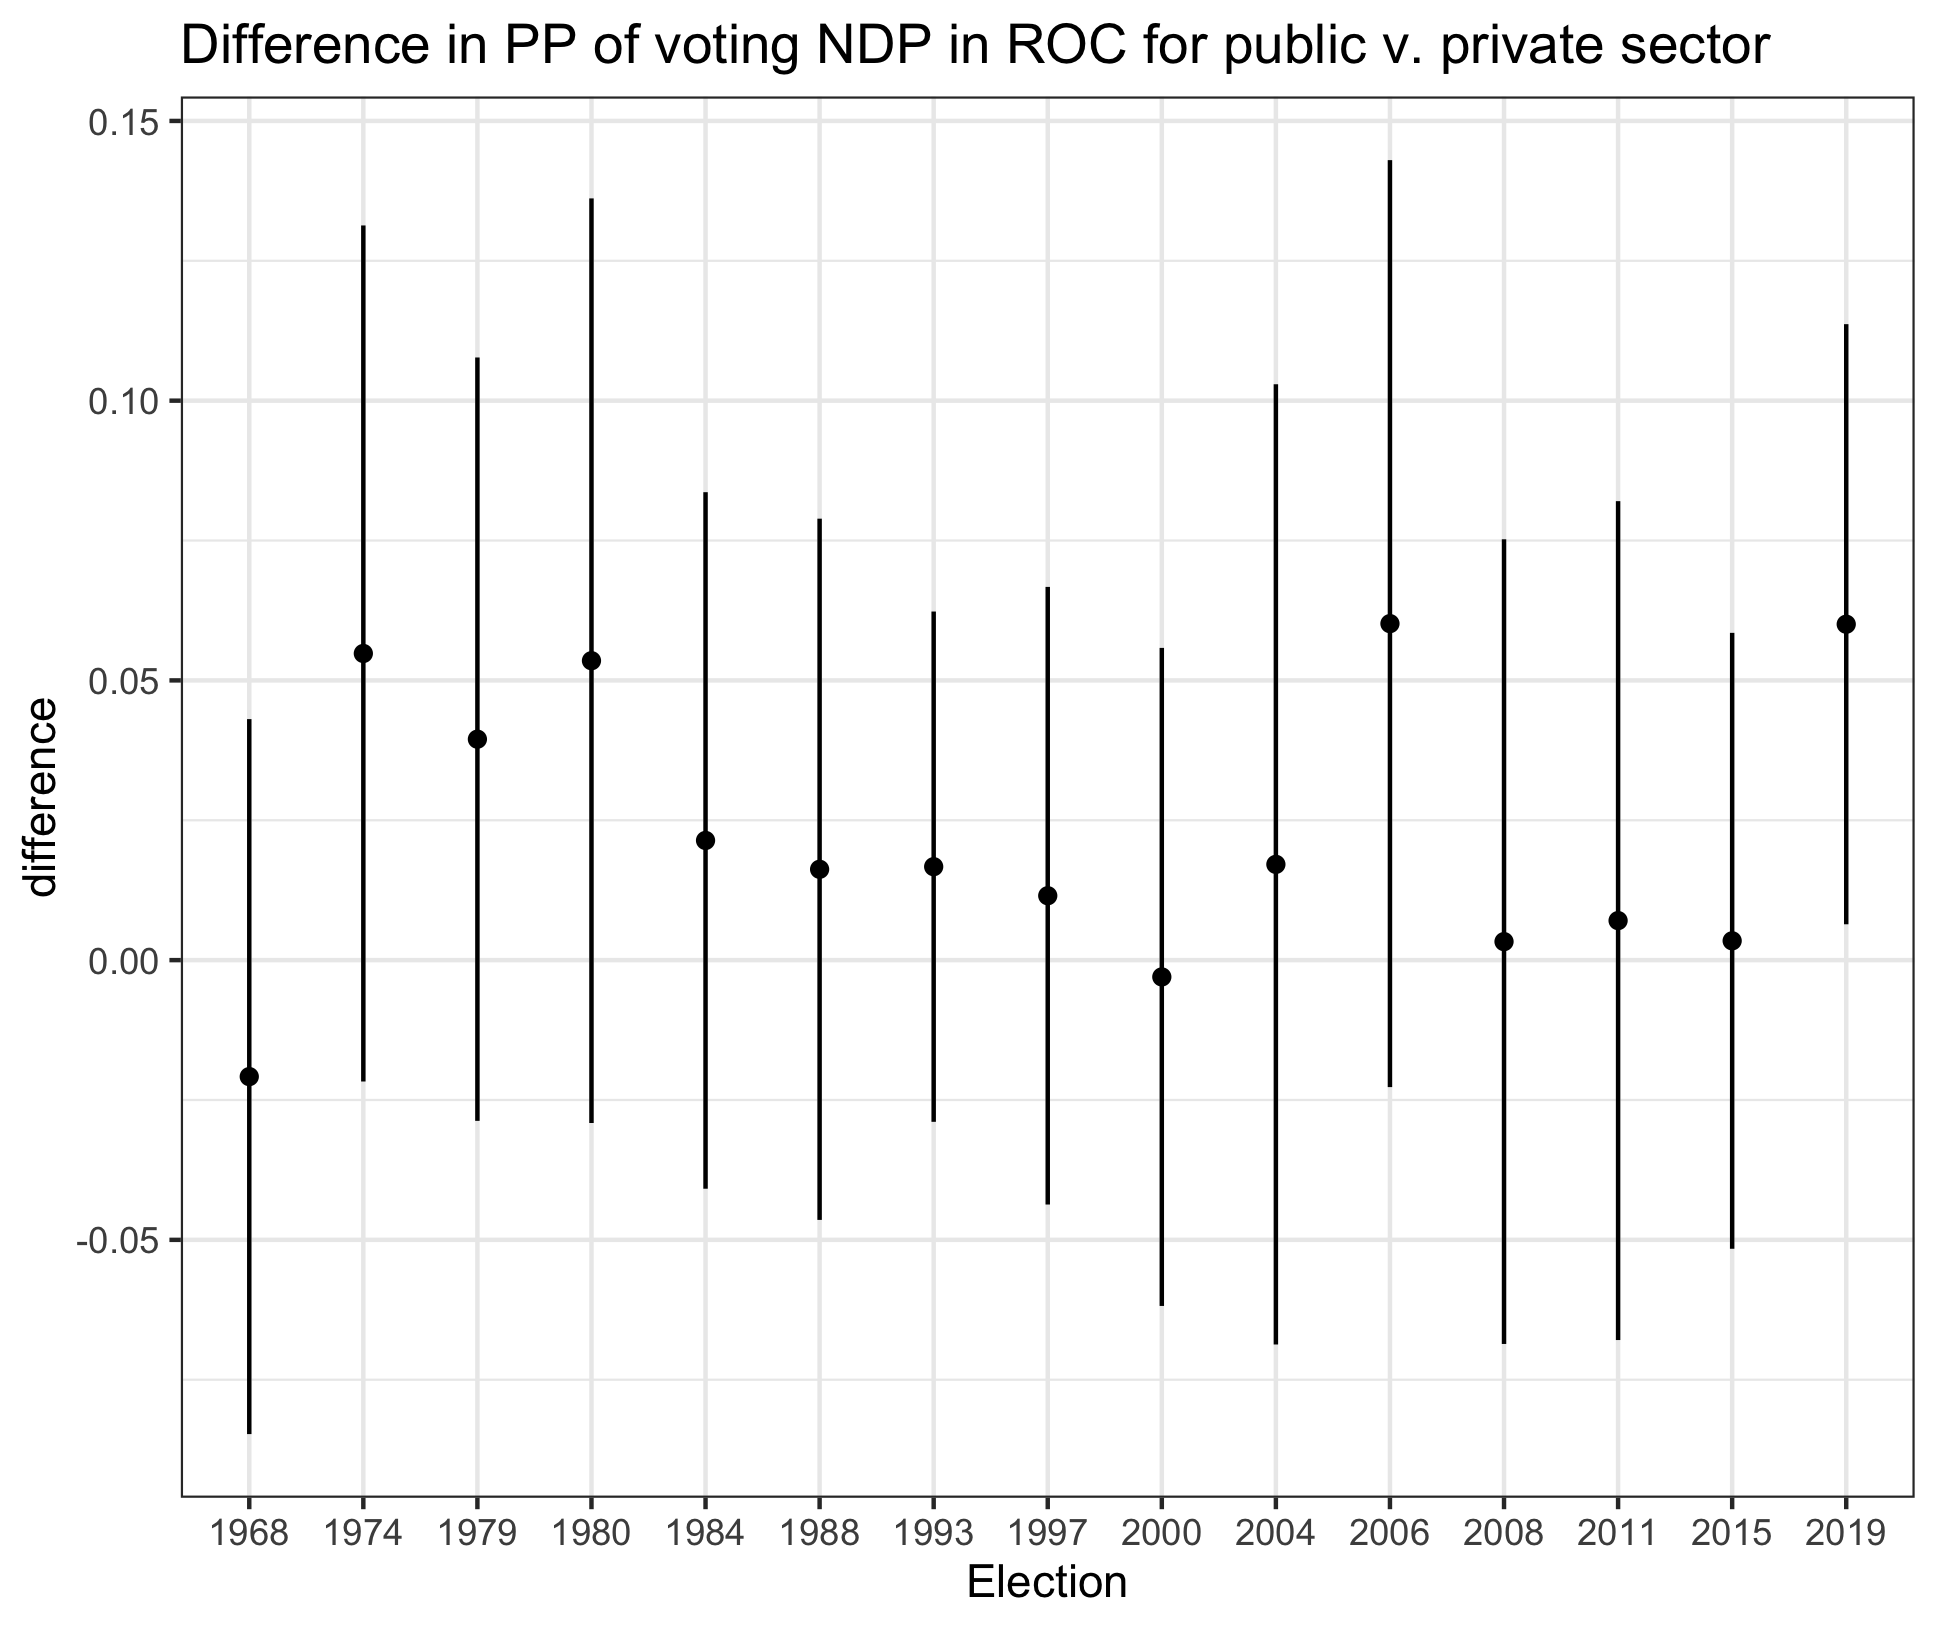 Difference in PP of voting NDP in ROC for public v. private sector
0.15
0.10
0.05
0.00
-0.05
difference
1968 1974 1979 1980 1984 1988 1993 1997 2000 2004 2006 2008 2011 2015 2019
Election